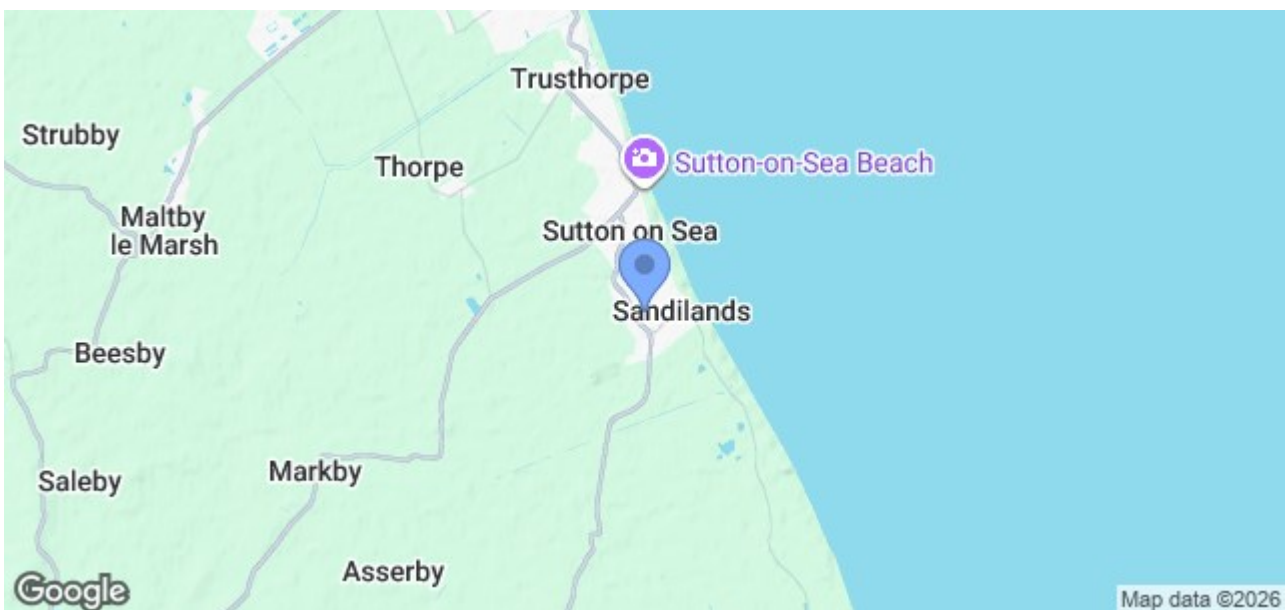 Trusthorpe
Strubby
Thorpe
Sutton-on-Sea Beach
Maltby
le Marsh
Sutton on Sea
Sandilands
Beesby
Markby
Saleby
Asserby
Google
Map data ©2026